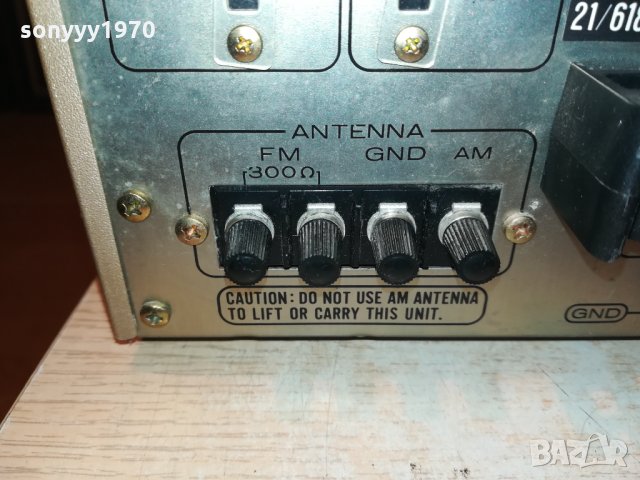 sonyyy1970
21/618
ANTENNA
FM GND AM
300Ω
CAUTION: DO NOT USE AM ANTENNA
TO LIFT OR CARRY THIS UNIT.
GND
BAZAR